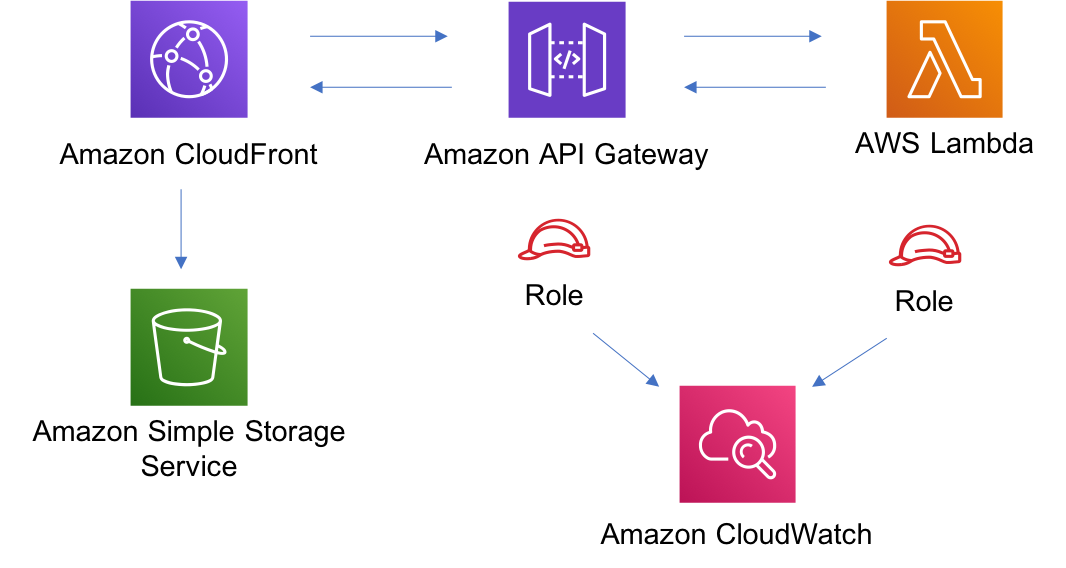 Amazon CloudFront
Amazon API Gateway
AWS Lambda
Role
Role
Amazon Simple Storage
Service
Amazon CloudWatch